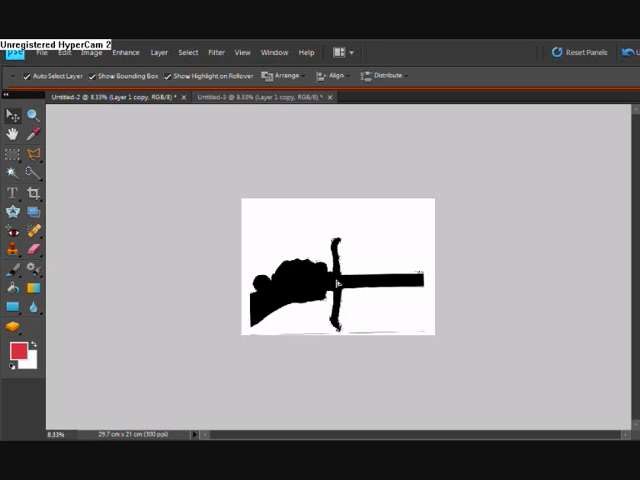 Unregistered HyperCam 2
pse File Edit Image Enhance Layer Select Filter View Window Help Reset Panels Undo
Auto Select Layer Show Bounding Box Show Highlight on Rollover Arrange Align Distribute
Untitled-2 @ 8.33% (Layer 1 copy, RGB/8) * × Untitled-3 @ 8.33% (Layer 1 copy, RGB/8) * ×
T
8.33% 29.7 cm x 21 cm (300 ppi)